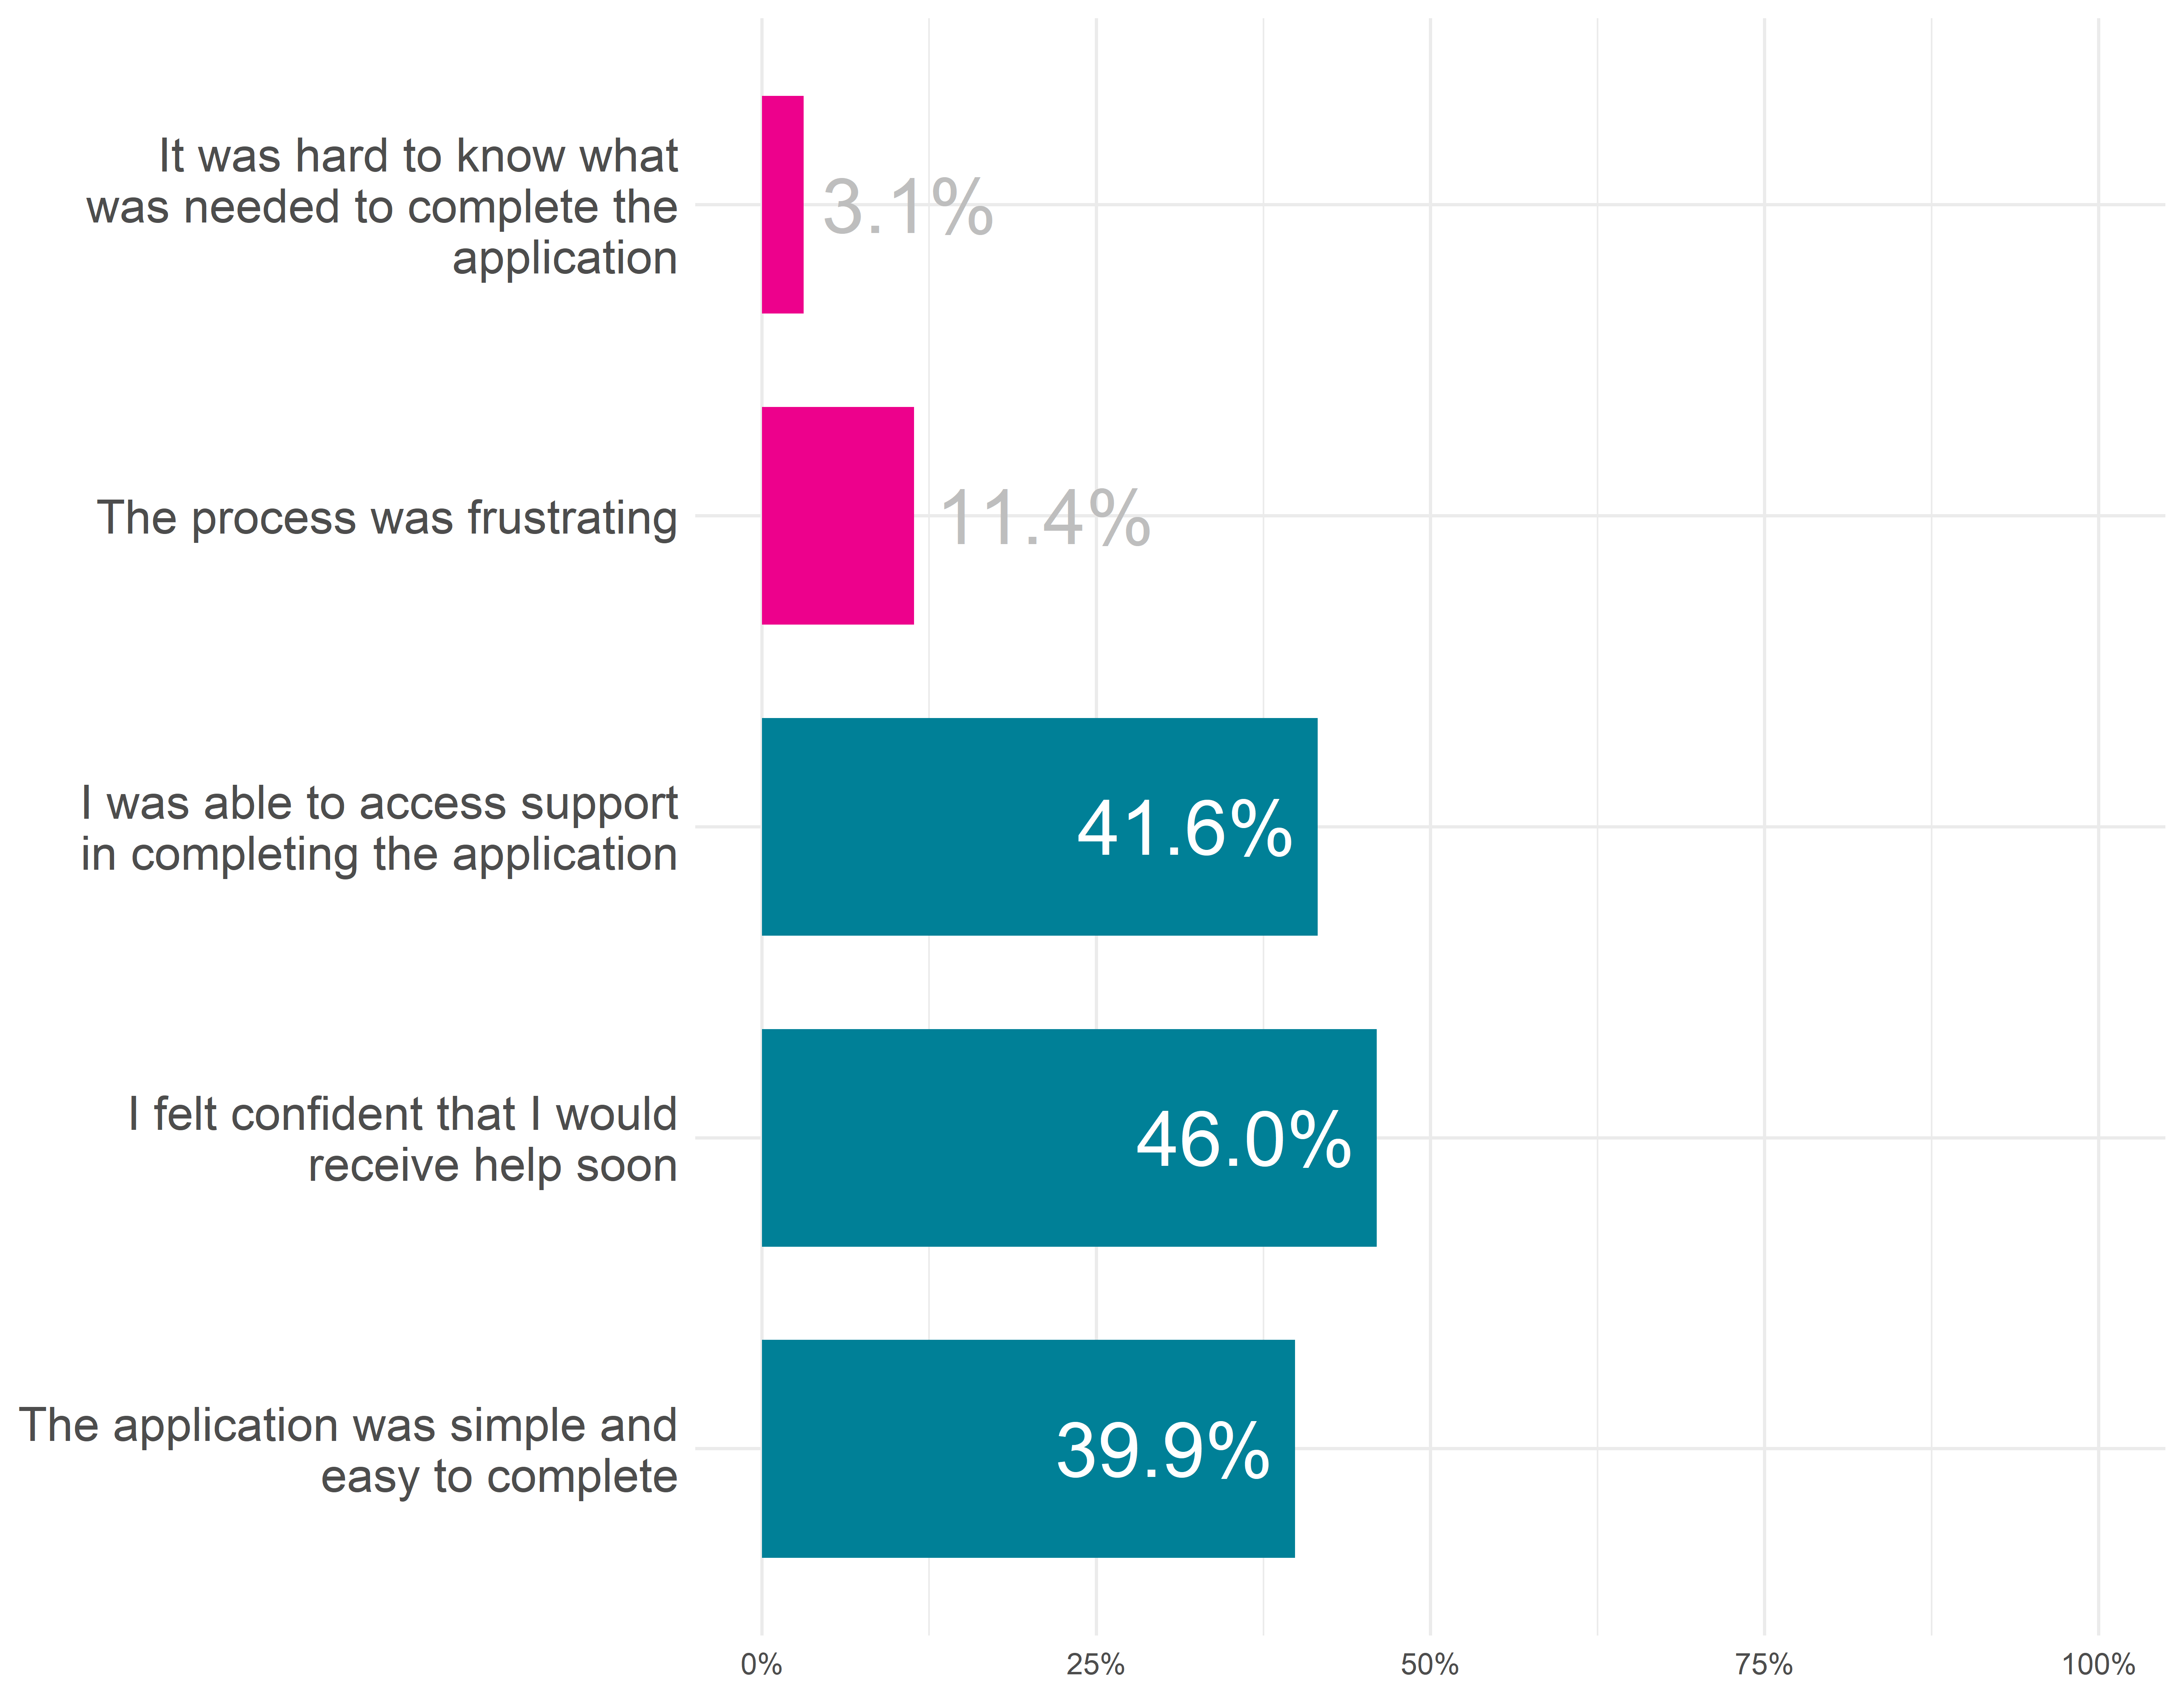 It was hard to know what
was needed to complete the
application
3.1%
The process was frustrating
11.4%
I was able to access support
in completing the application
41.6%
I felt confident that I would
receive help soon
46.0%
The application was simple and
easy to complete
39.9%
0% 25% 50% 75% 100%